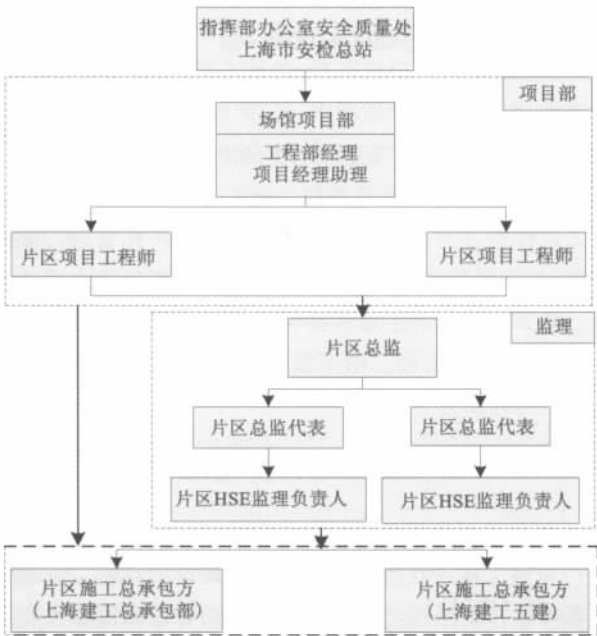 指挥部办公室安全质量处
上海市安检总站
项目部
场馆项目部
工程部经理
项目经理助理
片区项目工程师
片区项目工程师
监理
片区总监
片区总监代表
片区总监代表
片区HSE监理负责人
片区HSE监理负责人
片区施工总承包方
(上海建工总承包部)
片区施工总承包方
(上海建工五建)